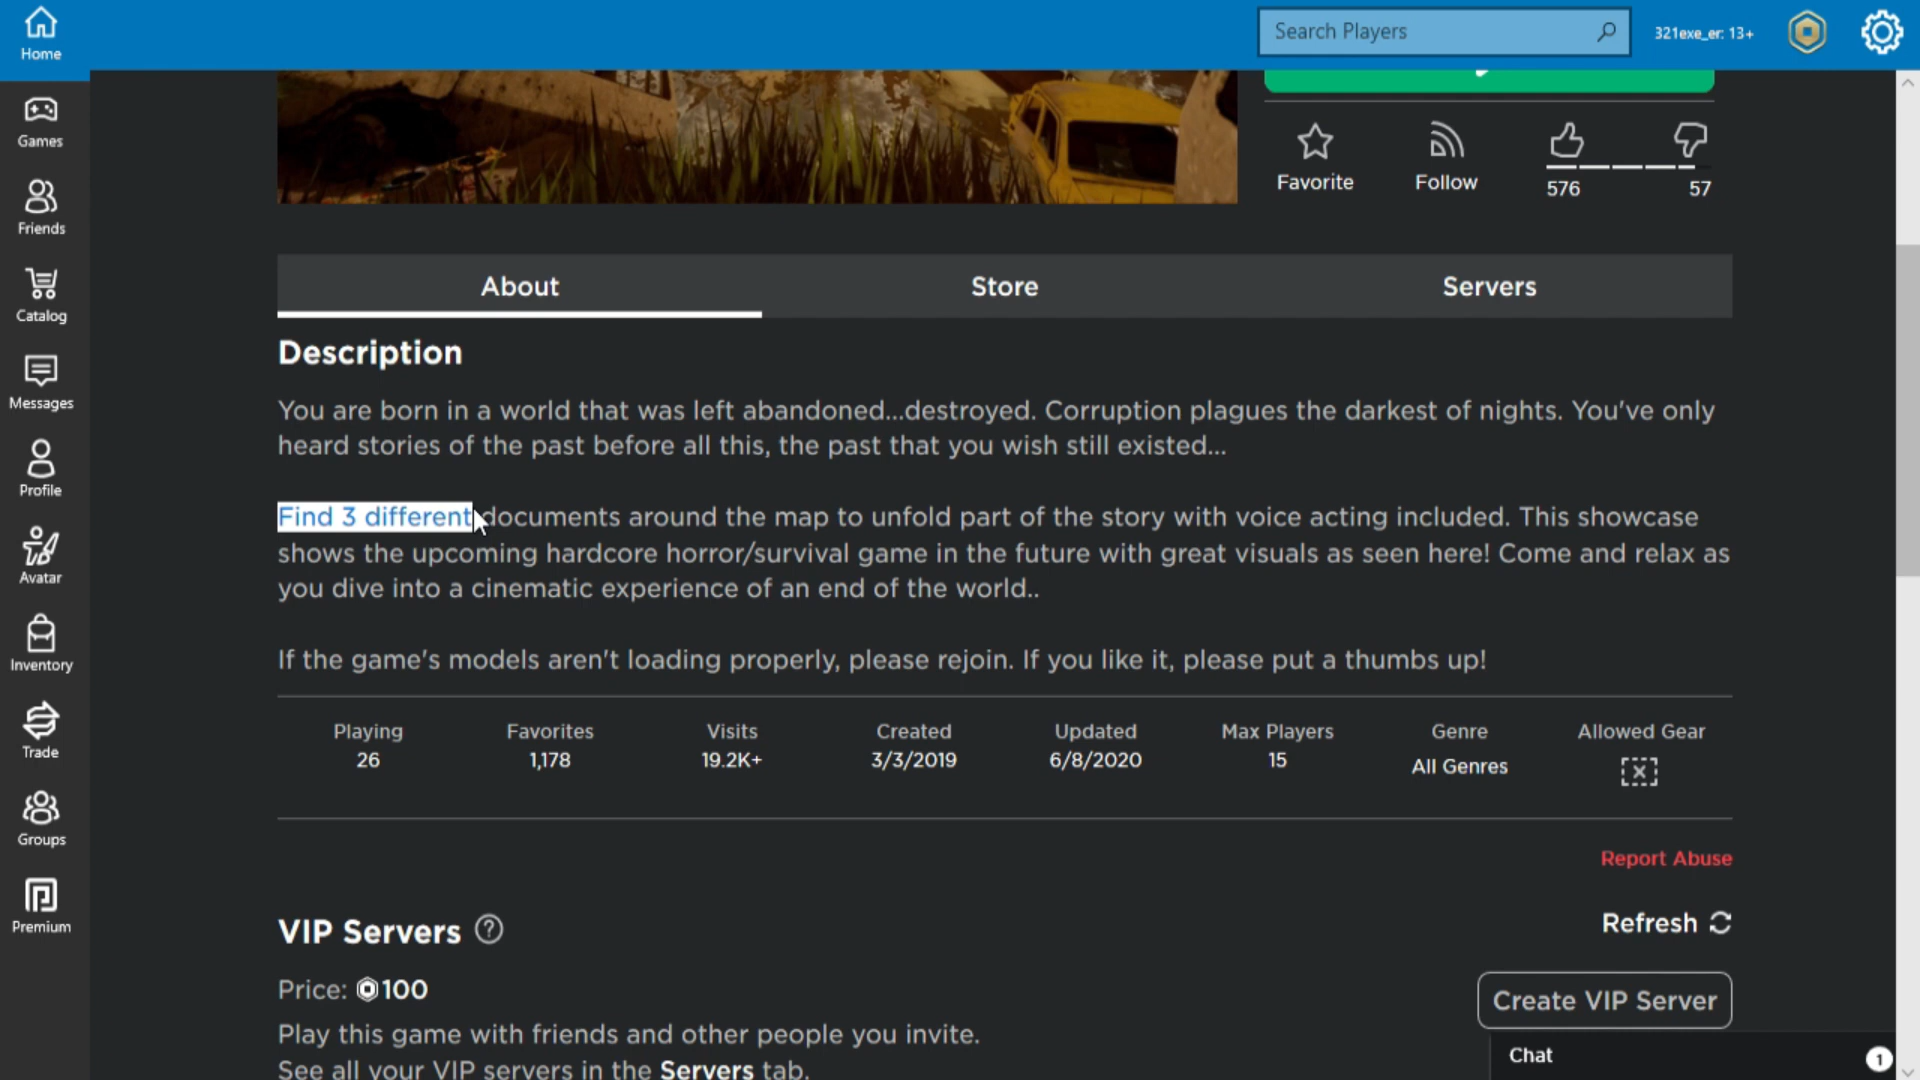 Home
Search Players
321exe_er: 13+
Games
Friends
Catalog
Messages
Profile
Avatar
Inventory
Trade
Groups
Premium
Favorite
Follow
576
57
About
Store
Servers
Description
You are born in a world that was left abandoned...destroyed. Corruption plagues the darkest of nights. You've only
heard stories of the past before all this, the past that you wish still existed...
Find 3 different documents around the map to unfold part of the story with voice acting included. This showcase
shows the upcoming hardcore horror/survival game in the future with great visuals as seen here! Come and relax as
you dive into a cinematic experience of an end of the world..
If the game's models aren't loading properly, please rejoin. If you like it, please put a thumbs up!
Playing
26
Favorites
1,178
Visits
19.2K+
Created
3/3/2019
Updated
6/8/2020
Max Players
15
Genre
All Genres
Allowed Gear
Report Abuse
VIP Servers
Refresh
Price: 100
Create VIP Server
Play this game with friends and other people you invite.
See all your VIP servers in the Servers tab.
Chat
1